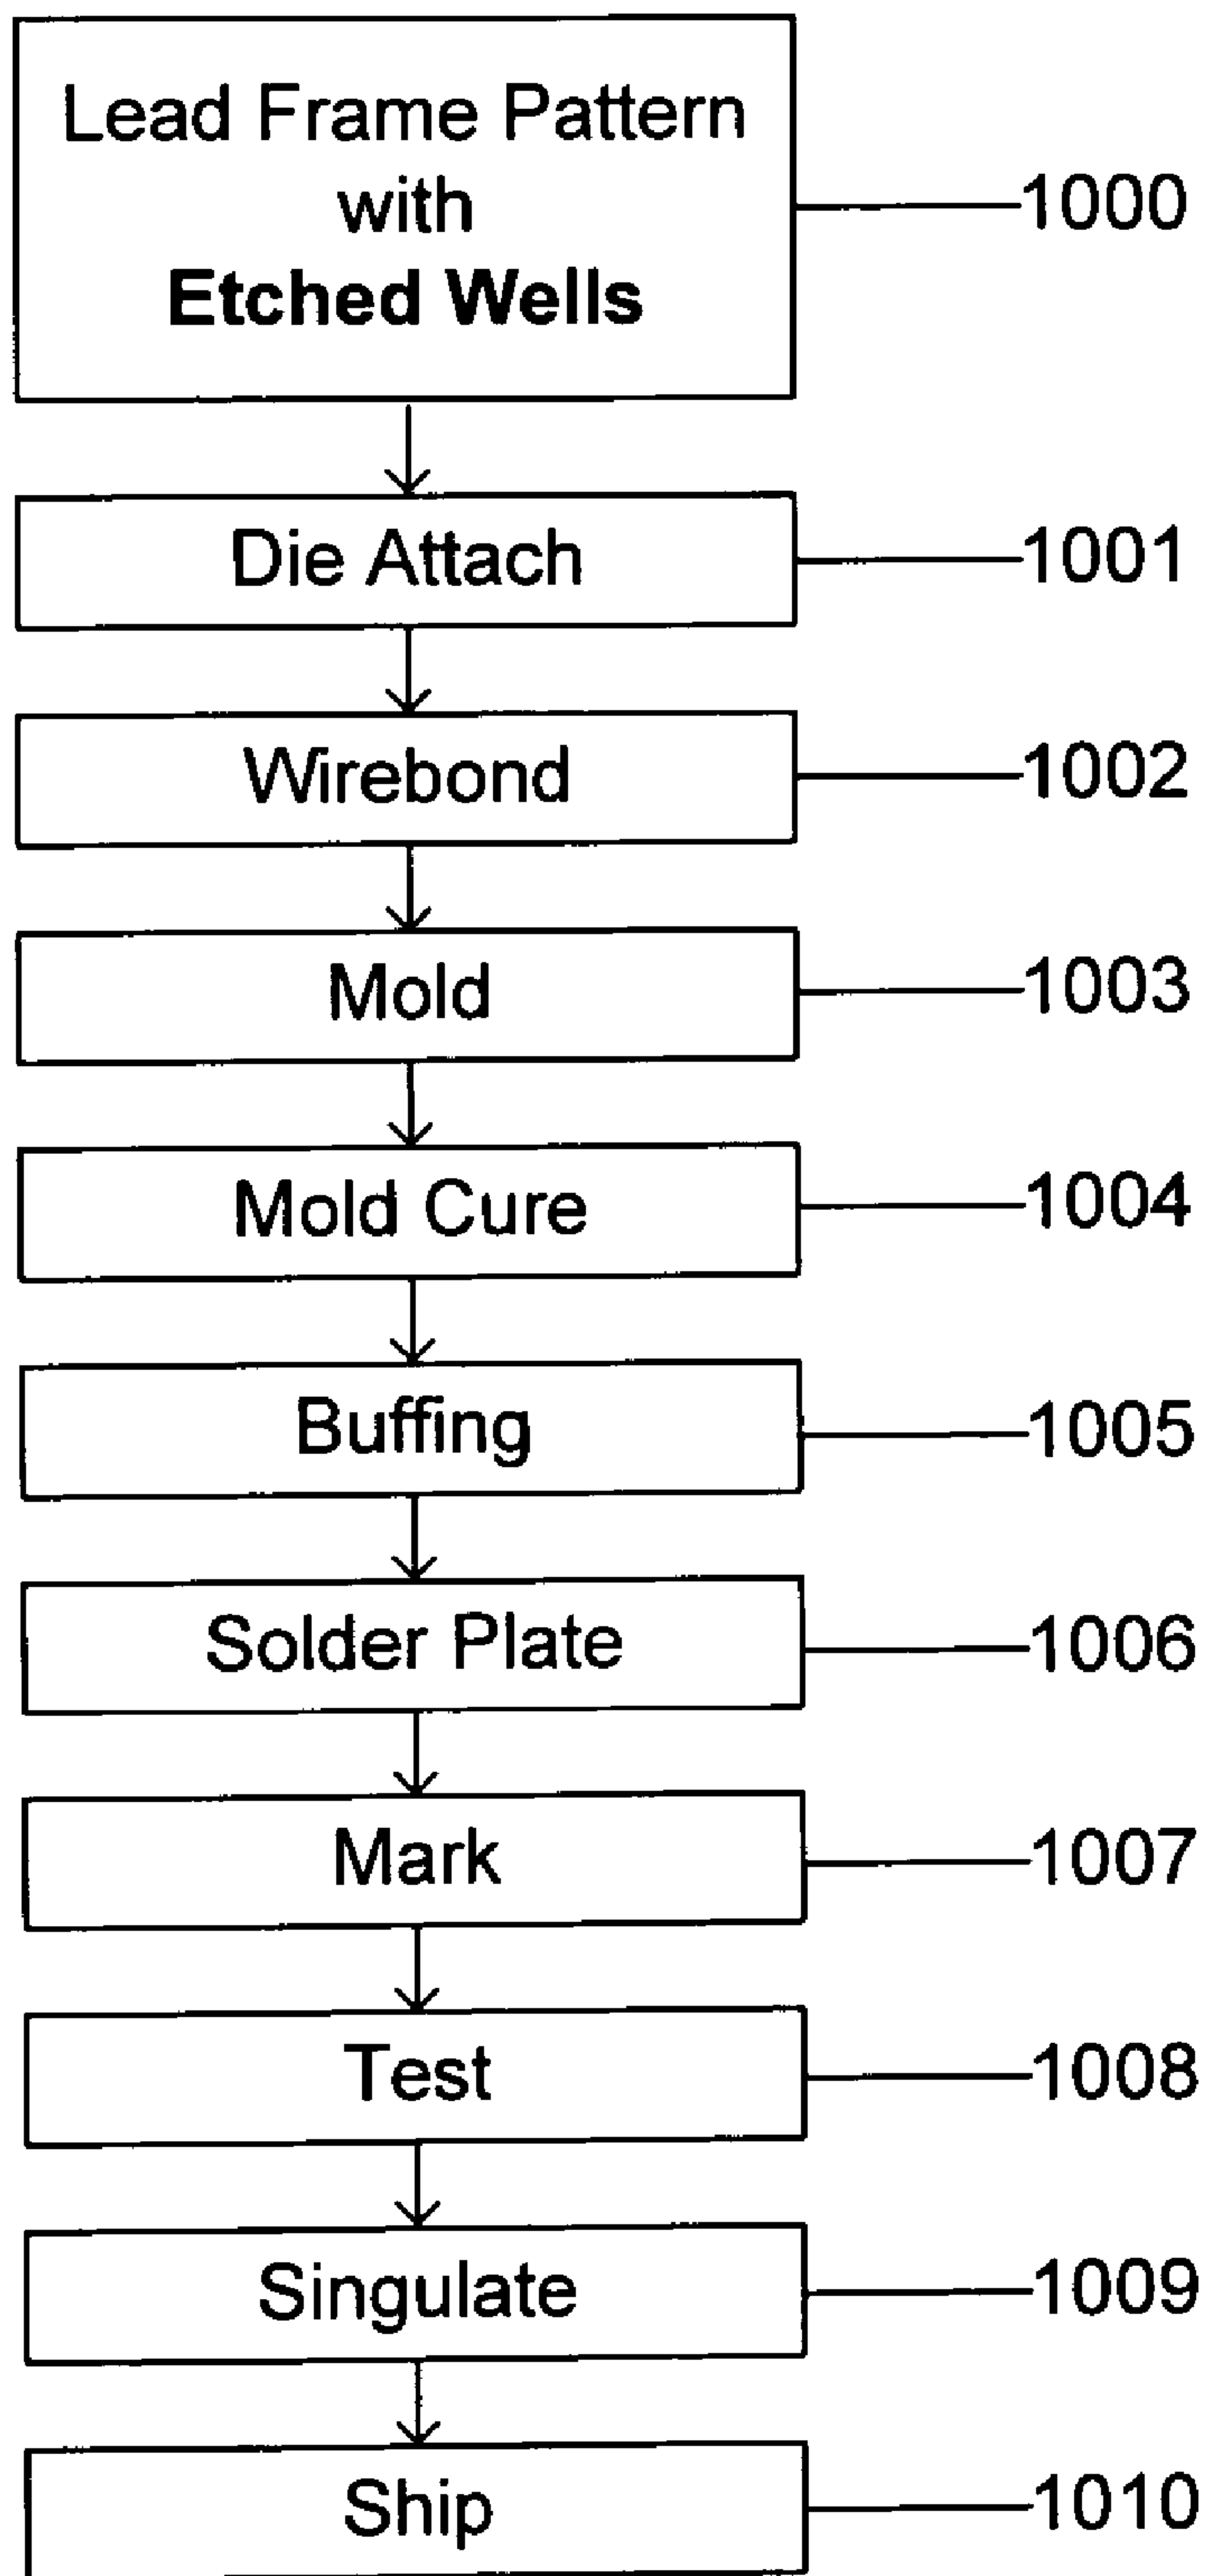 Lead Frame Pattern
with
Etched Wells
1000
Die Attach
1001
Wirebond
1002
Mold
1003
Mold Cure
1004
Buffing
1005
Solder Plate
1006
Mark
1007
Test
1008
Singulate
1009
Ship
1010